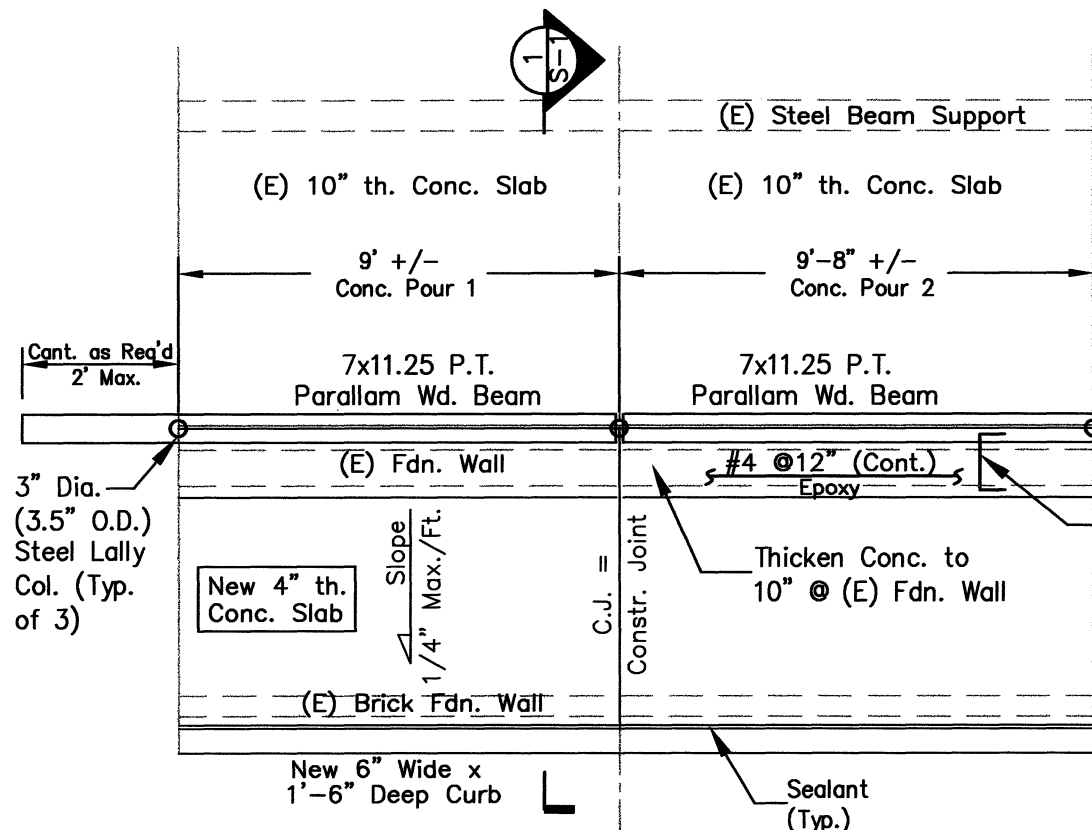 1
S-1
(E) Steel Beam Support
(E) 10" th. Conc. Slab
(E) 10" th. Conc. Slab
9' +/-
Conc. Pour 1
9'-8" +/-
Conc. Pour 2
Cant. as Req'd
2' Max.
7x11.25 P.T.
Parallam Wd. Beam
7x11.25 P.T.
Parallam Wd. Beam
(E) Fdn. Wall
#4 @12" (Cont.)
Epoxy
3" Dia.
(3.5" O.D.)
Steel Lally
Col. (Typ.
of 3)
New 4" th.
Conc. Slab
Slope
1/4" Max./Ft.
C.J. =
Constr. Joint
Thicken Conc. to
10" @ (E) Fdn. Wall
(E) Brick Fdn. Wall
New 6" Wide x
1'-6" Deep Curb
Sealant
(Typ.)